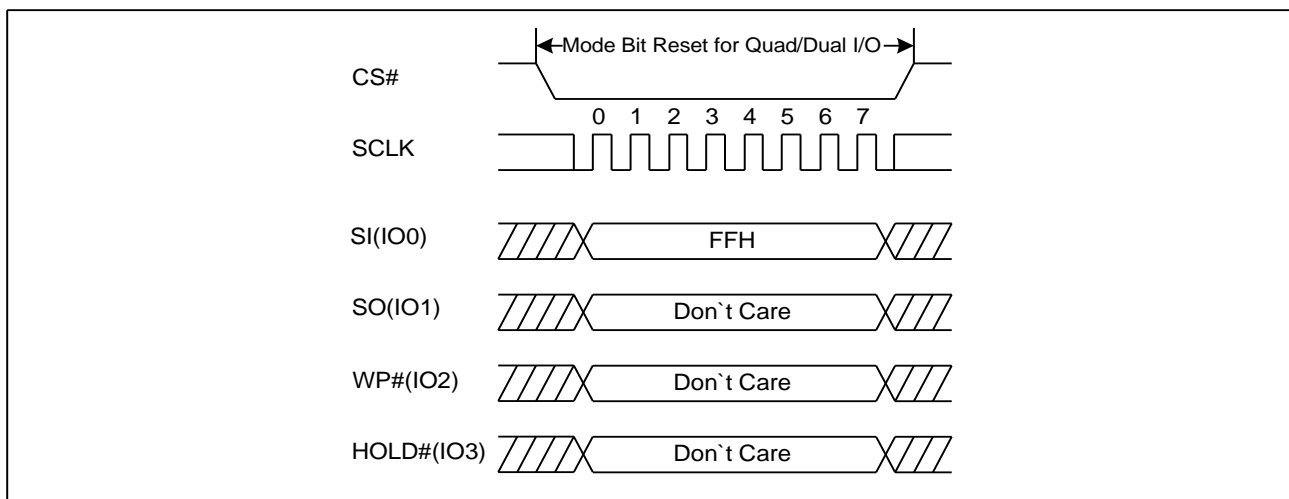 Mode Bit Reset for Quad/Dual I/O
CS#
0 1 2 3 4 5 6 7
SCLK
SI(IO0) FFH
SO(IO1) Don`t Care
WP#(IO2) Don`t Care
HOLD#(IO3) Don`t Care